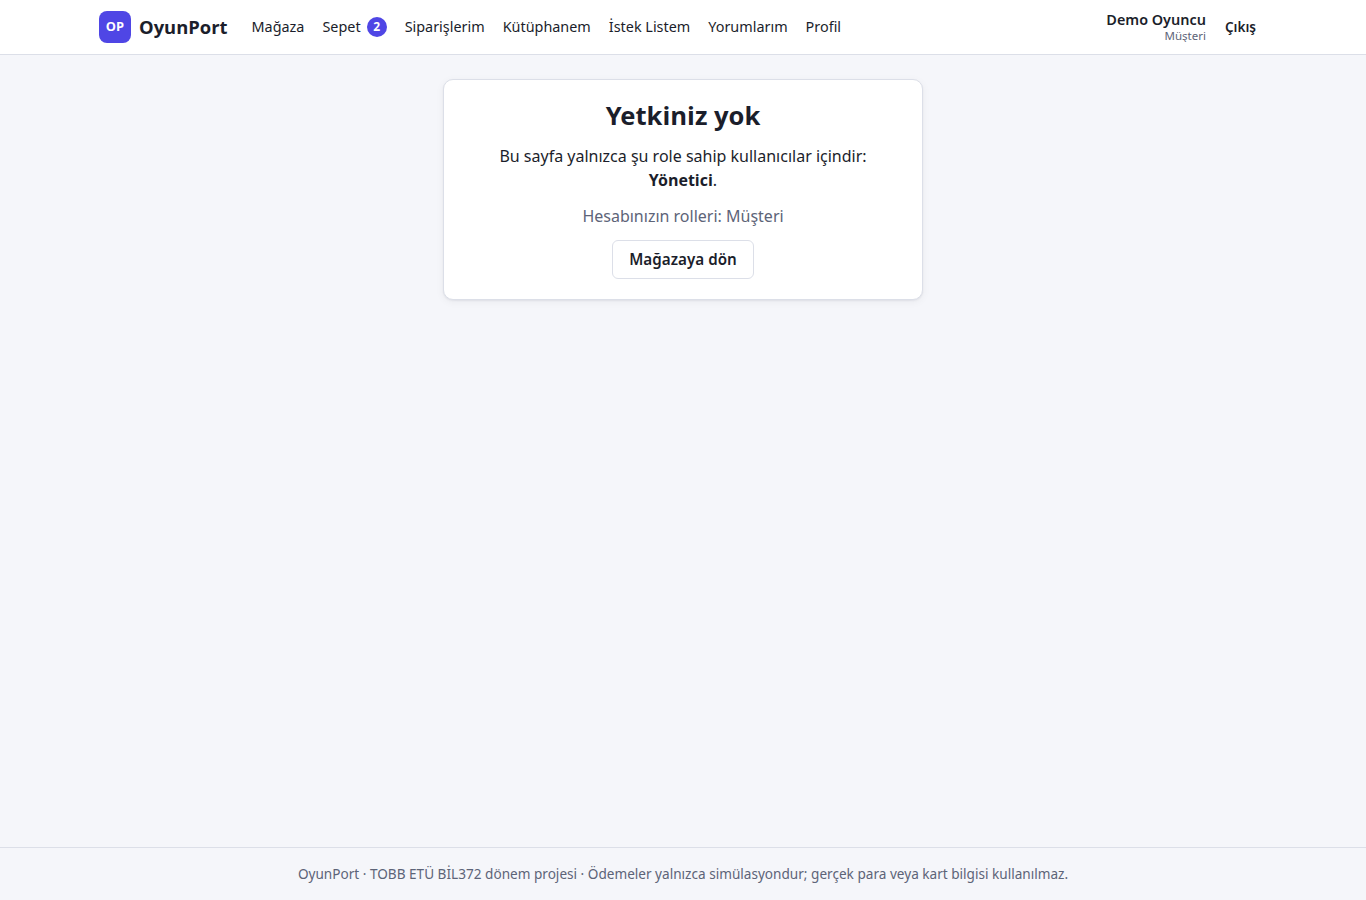 OP OyunPort Mağaza Sepet 2 Siparişlerim Kütüphanem İstek Listem Yorumlarım Profil Demo Oyuncu Müşteri Çıkış
Yetkiniz yok
Bu sayfa yalnızca şu role sahip kullanıcılar içindir:
Yönetici.
Hesabınızın rolleri: Müşteri
Mağazaya dön
OyunPort · TOBB ETÜ BİL372 dönem projesi · Ödemeler yalnızca simülasyondur; gerçek para veya kart bilgisi kullanılmaz.